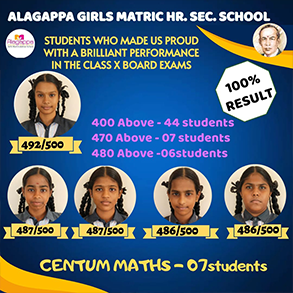 ALAGAPPA GIRLS MATRIC HR. SEC. SCHOOL
Alagappa
STUDENTS WHO MADE US PROUD
WITH A BRILLIANT PERFORMANCE
IN THE CLASS X BOARD EXAMS
100%
RESULT
400 Above - 44 students
470 Above - 07 students
480 Above -06students
492/500
487/500
487/500
486/500
486/500
CENTUM MATHS - 07students